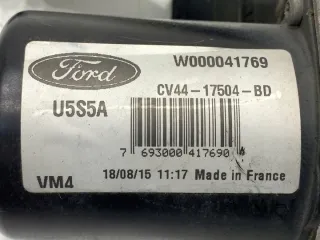 Ford
W000041769
U5S5A
CV44-17504-BD
7 693000 417690
VM4
18/08/15 11:17 Made in France